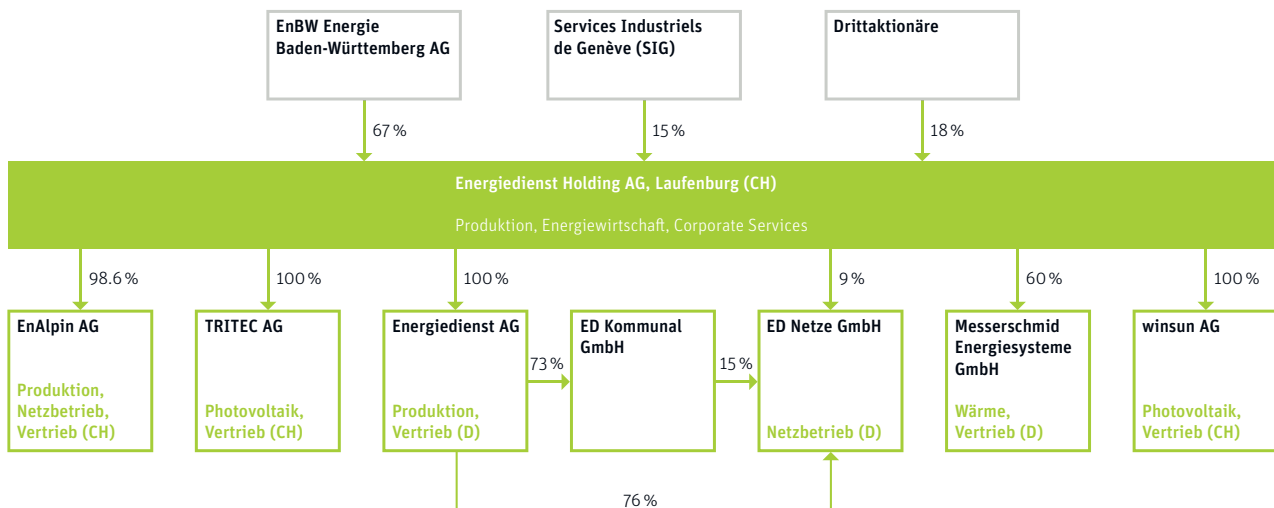 EnBW Energie
Baden-Württemberg AG
Services Industriels
de Genève (SIG)
Drittaktionäre
67 %
15 %
18 %
Energiedienst Holding AG, Laufenburg (CH)
Produktion, Energiewirtschaft, Corporate Services
98.6 %
100 %
100 %
9 %
60 %
100 %
EnAlpin AG
Produktion,
Netzbetrieb,
Vertrieb (CH)
TRITEC AG
Photovoltaik,
Vertrieb (CH)
Energiedienst AG
Produktion,
Vertrieb (D)
73 %
ED Kommunal
GmbH
15 %
ED Netze GmbH
Netzbetrieb (D)
Messerschmid
Energiesysteme
GmbH
Wärme,
Vertrieb (D)
winsun AG
Photovoltaik,
Vertrieb (CH)
76 %